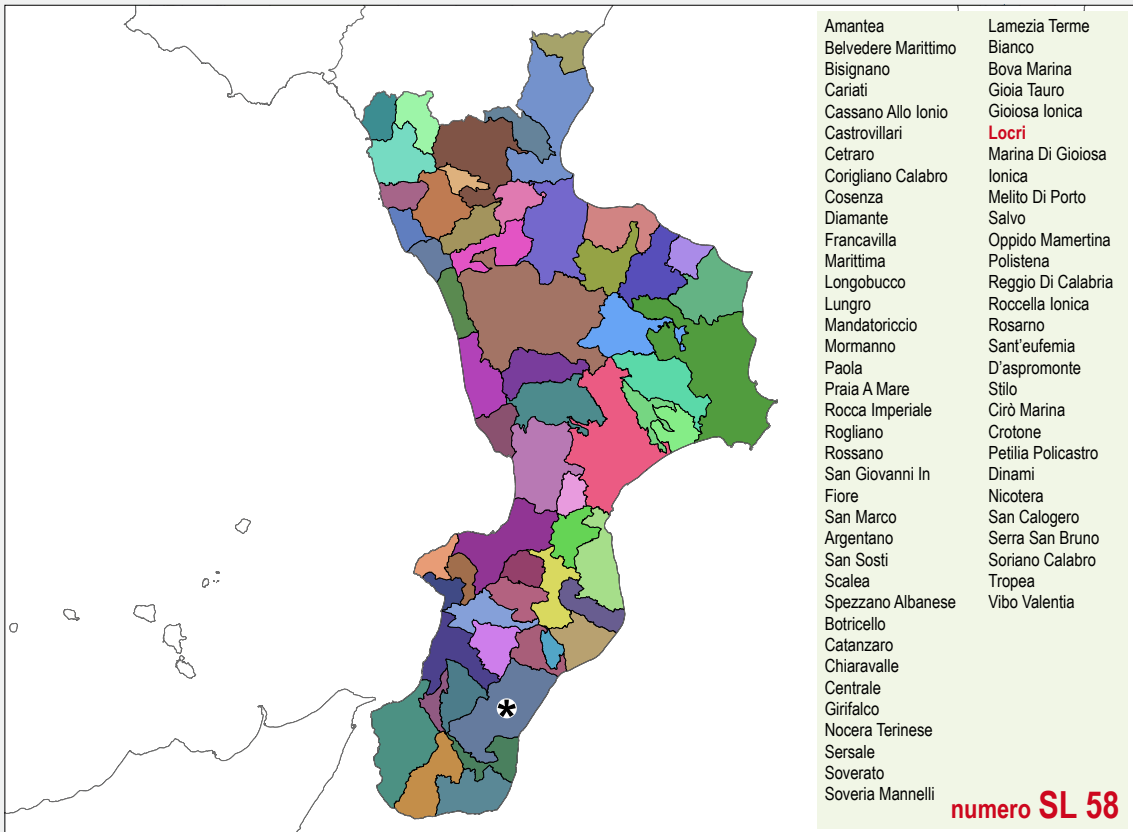 Amantea
Belvedere Marittimo
Bisignano
Cariati
Cassano Allo Ionio
Castrovillari
Cetraro
Corigliano Calabro
Cosenza
Diamante
Francavilla
Marittima
Longobucco
Lungro
Mandatoriccio
Mormanno
Paola
Praia A Mare
Rocca Imperiale
Rogliano
Rossano
San Giovanni In
Fiore
San Marco
Argentano
San Sosti
Scalea
Spezzano Albanese
Botricello
Catanzaro
Chiaravalle
Centrale
Girifalco
Nocera Terinese
Sersale
Soverato
Soveria Mannelli
Lamezia Terme
Bianco
Bova Marina
Gioia Tauro
Gioiosa Ionica
Locri
Marina Di Gioiosa
Ionica
Melito Di Porto
Salvo
Oppido Mamertina
Polistena
Reggio Di Calabria
Roccella Ionica
Rosarno
Sant'eufemia
D'aspromonte
Stilo
Cirò Marina
Crotone
Petilia Policastro
Dinami
Nicotera
San Calogero
Serra San Bruno
Soriano Calabro
Tropea
Vibo Valentia
numero SL 58
*